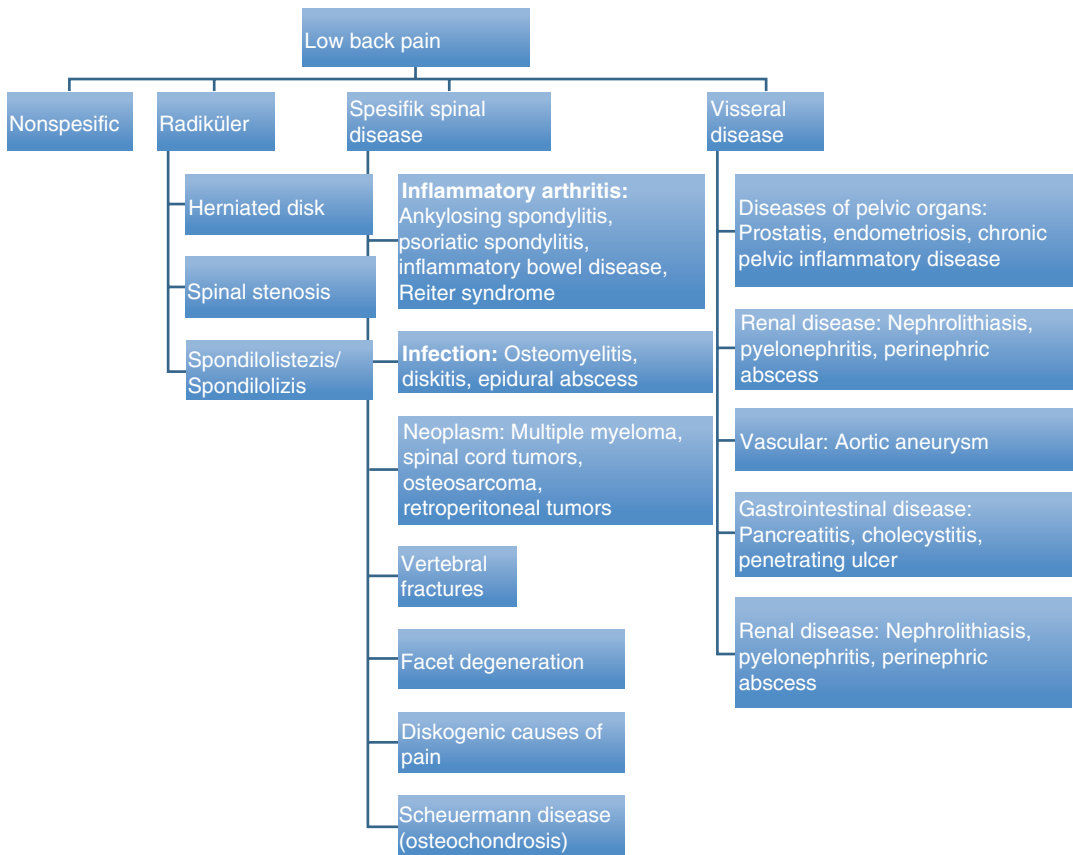 Low back pain
Nonspesific
Radiküler
Herniated disk
Spinal stenosis
Spondilolistezis/
Spondilolizis
Spesifik spinal
disease
Inflammatory arthritis:
Ankylosing spondylitis,
psoriatic spondylitis,
inflammatory bowel disease,
Reiter syndrome
Infection: Osteomyelitis,
diskitis, epidural abscess
Neoplasm: Multiple myeloma,
spinal cord tumors,
osteosarcoma,
retroperitoneal tumors
Vertebral
fractures
Facet degeneration
Diskogenic causes of
pain
Scheuermann disease
(osteochondrosis)
Visseral
disease
Diseases of pelvic organs:
Prostatis, endometriosis, chronic
pelvic inflammatory disease
Renal disease: Nephrolithiasis,
pyelonephritis, perinephric
abscess
Vascular: Aortic aneurysm
Gastrointestinal disease:
Pancreatitis, cholecystitis,
penetrating ulcer
Renal disease: Nephrolithiasis,
pyelonephritis, perinephric
abscess